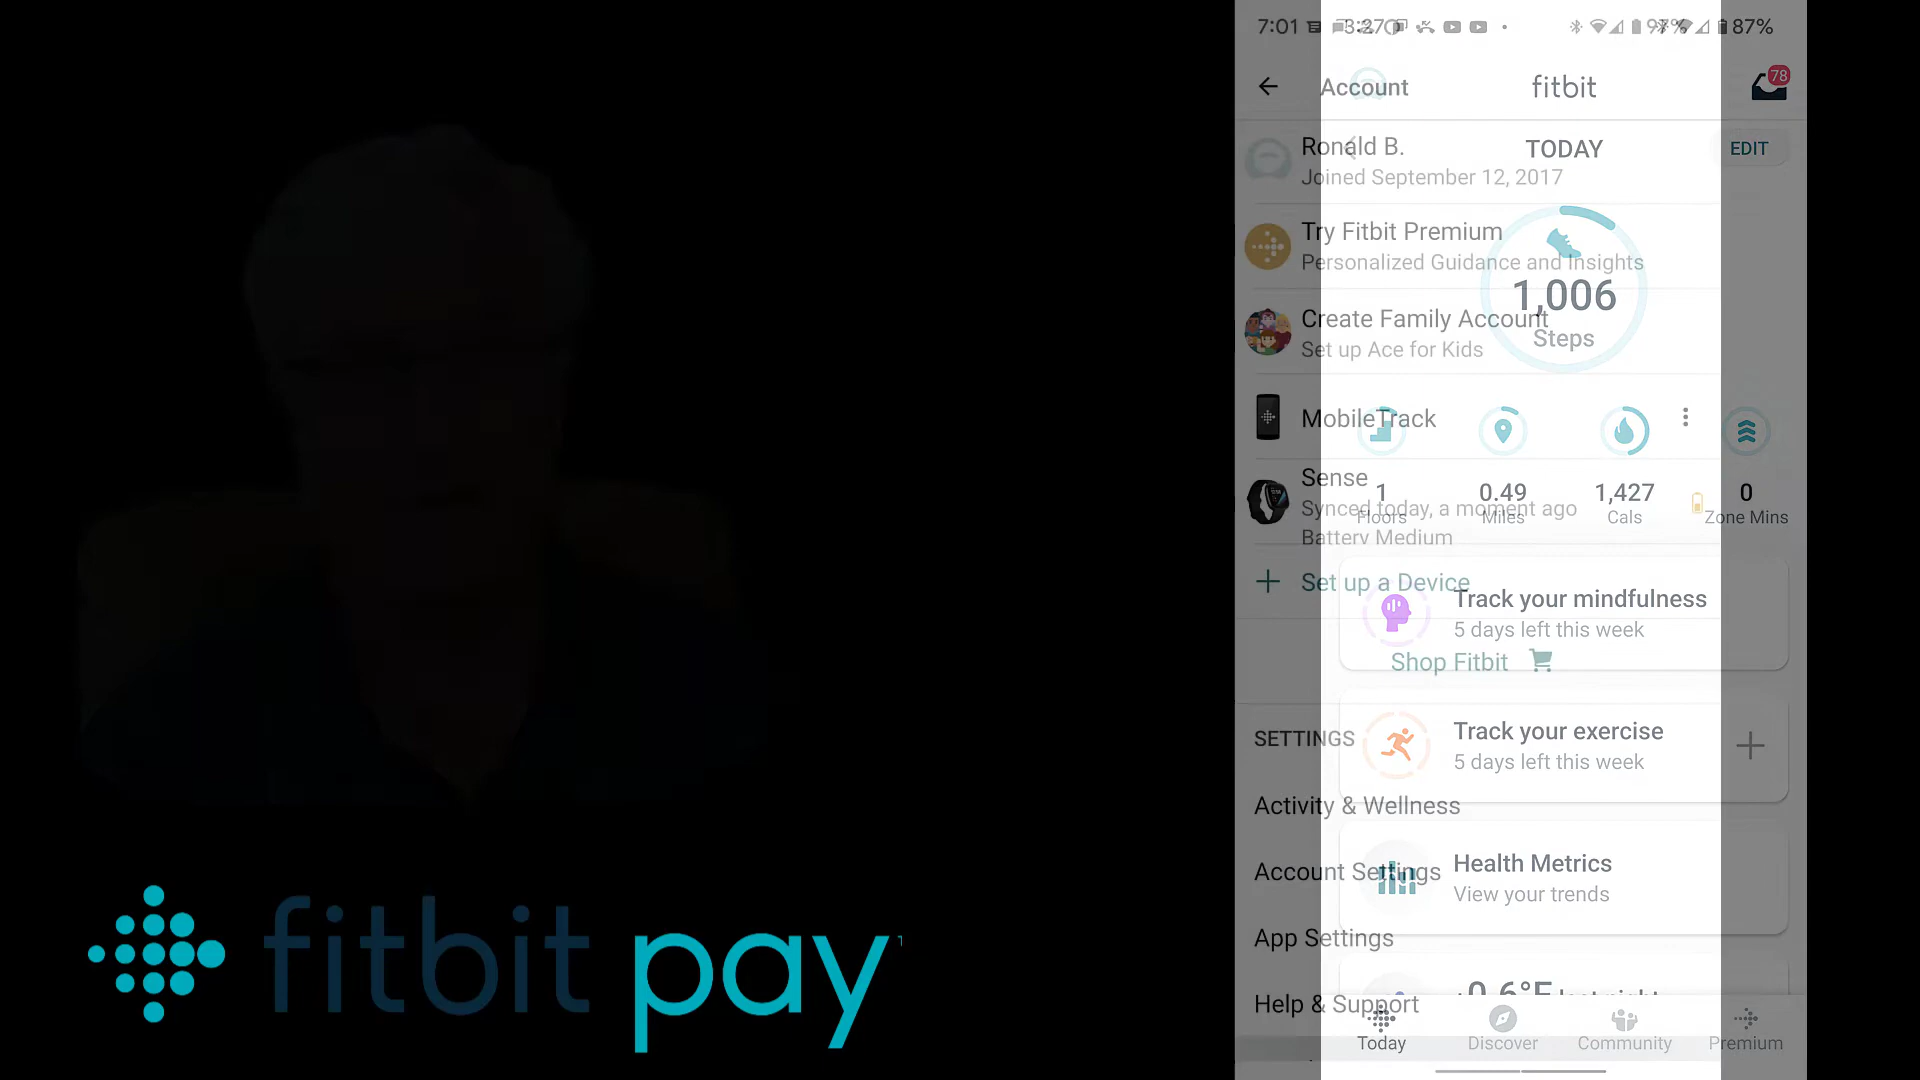 7:01
3:27
97%
87%
Account
fitbit
78
Ronald B.
Joined September 12, 2017
TODAY
EDIT
Try Fitbit Premium
Personalized Guidance and Insights
1,006
Steps
Create Family Account
Set up Ace for Kids
MobileTrack
Sense
Synced today, a moment ago
Battery Medium
1
Floors
0.49
Miles
1,427
Cals
0
Zone Mins
Set up a Device
Track your mindfulness
5 days left this week
Shop Fitbit
SETTINGS
Track your exercise
5 days left this week
Activity & Wellness
Account Settings
Health Metrics
View your trends
App Settings
Help & Support
Today
Discover
Community
Premium
fitbit pay